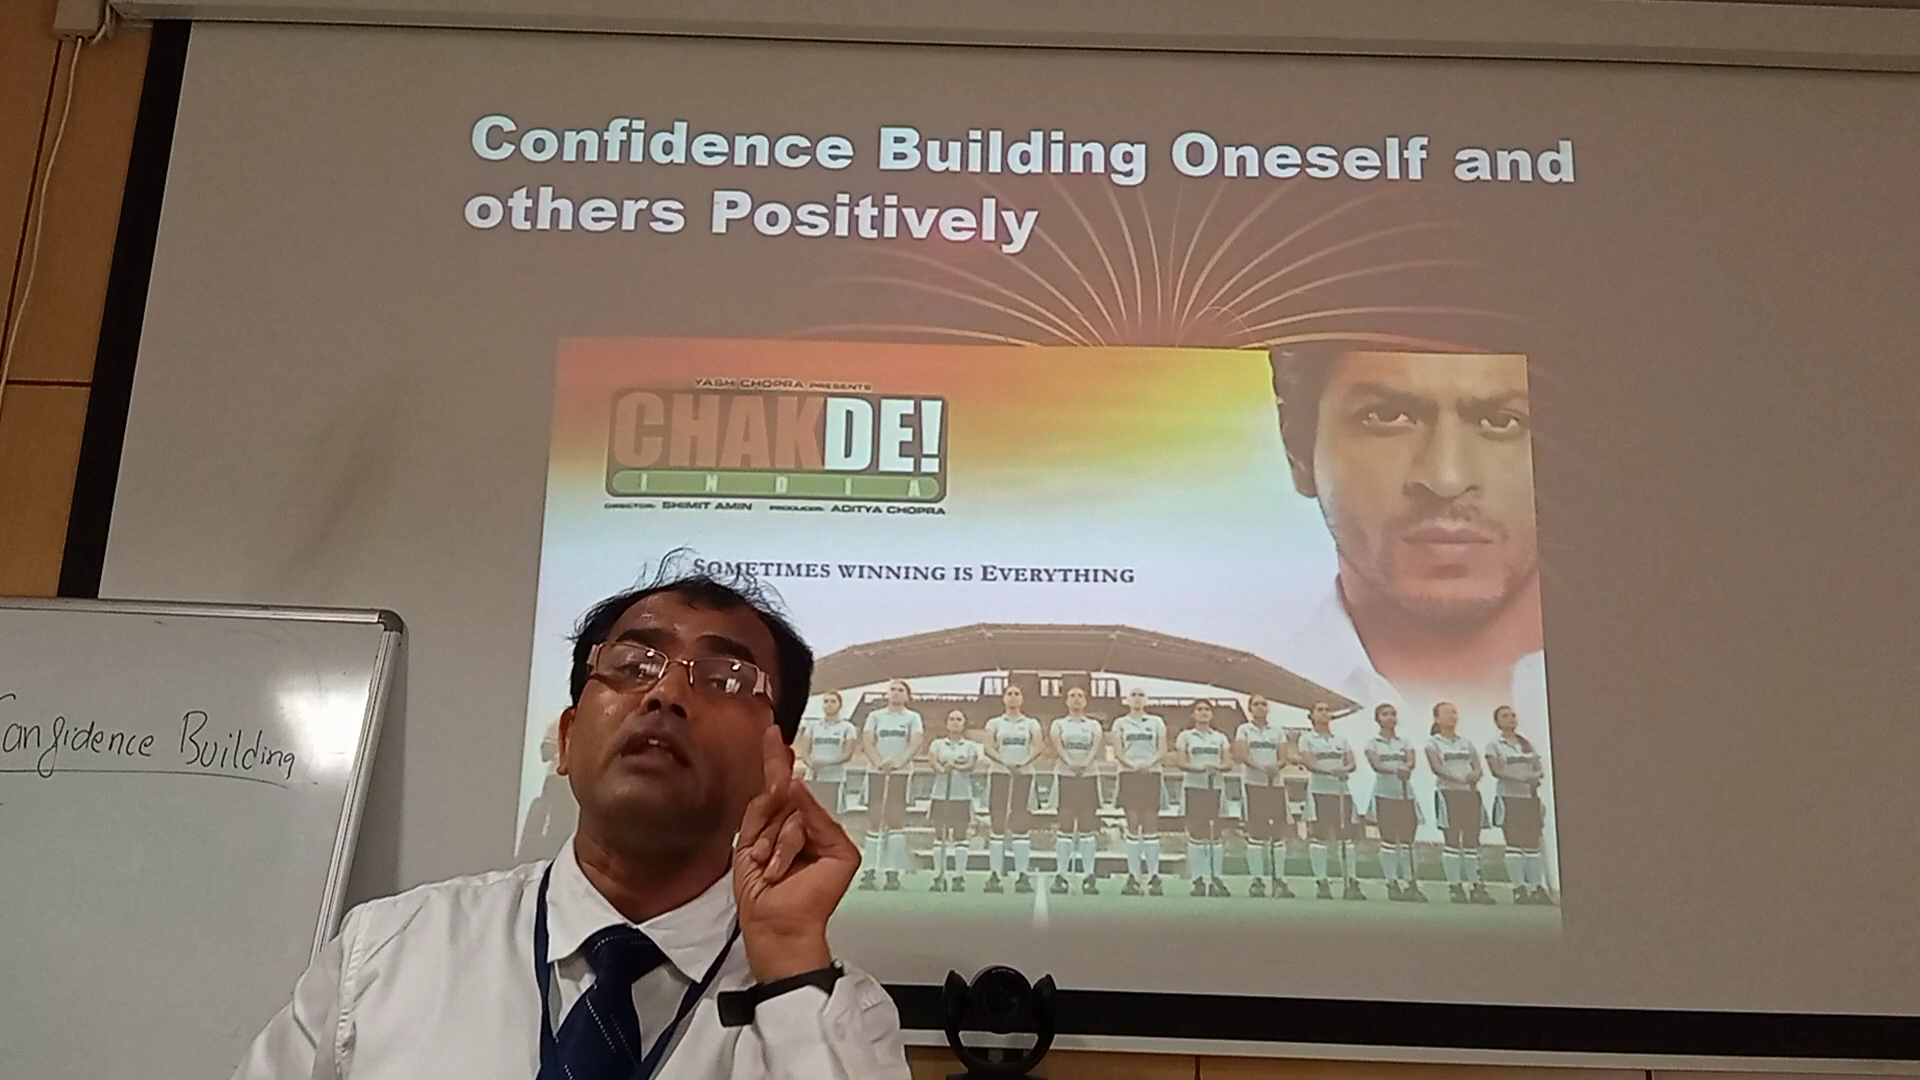 Confidence Building Oneself and
others Positively
YASH CHOPRA PRESENTS
CHAK DE!
INDIA
DIRECTOR: SHIMIT AMIN PRODUCER: ADITYA CHOPRA
SOMETIMES WINNING IS EVERYTHING
Confidence Building